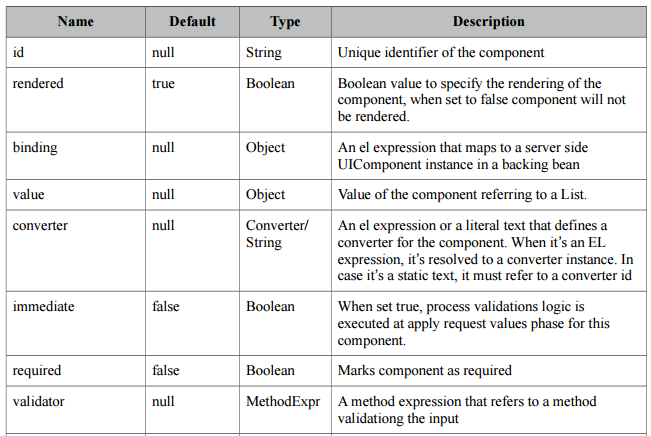 Name Default Type Description
id null String Unique identifier of the component
rendered true Boolean Boolean value to specify the rendering of the
component, when set to false component will not
be rendered.
binding null Object An el expression that maps to a server side
UIComponent instance in a backing bean
value null Object Value of the component referring to a List.
converter null Converter/ An el expression or a literal text that defines a
String converter for the component. When it's an EL
expression, it's resolved to a converter instance. In
case it's a static text, it must refer to a converter id
immediate false Boolean When set true, process validations logic is
executed at apply request values phase for this
component.
required false Boolean Marks component as required
validator null MethodExpr A method expression that refers to a method
validationg the input